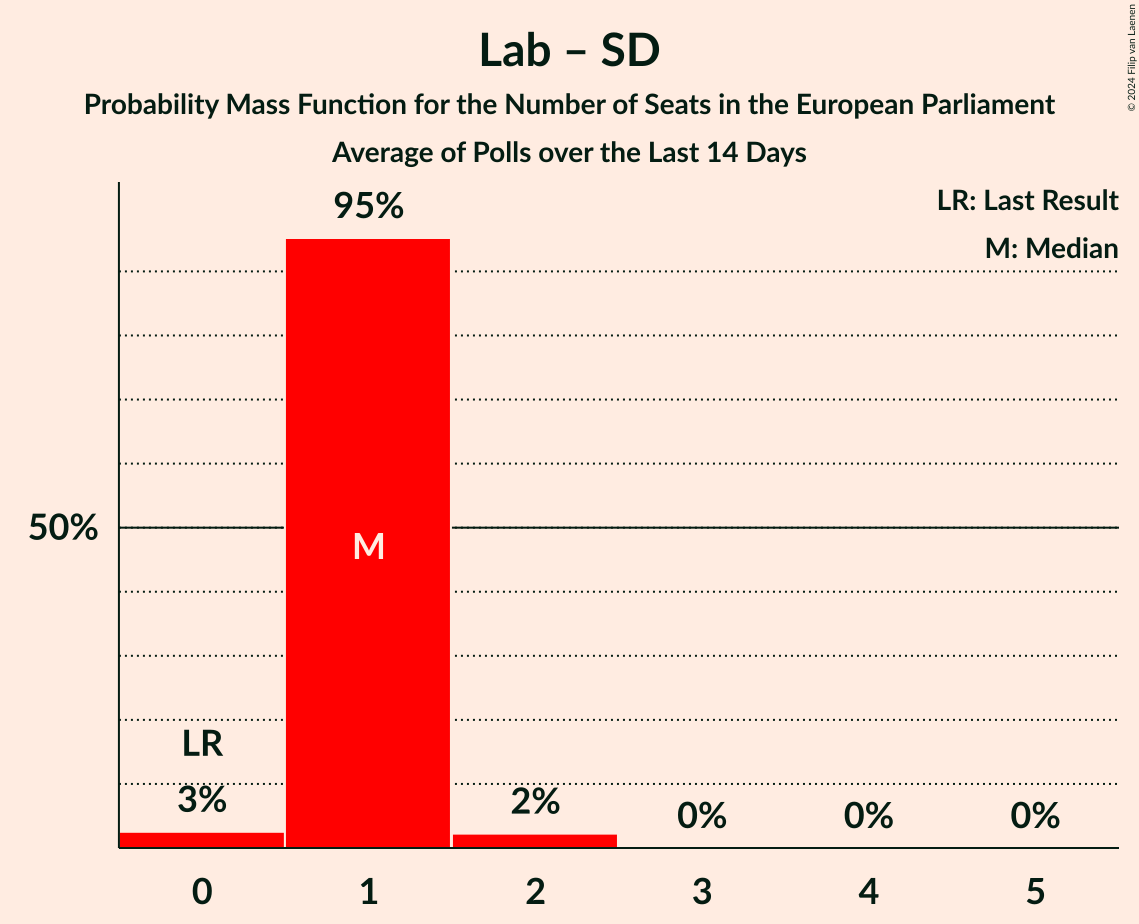 Lab – SD
Probability Mass Function for the Number of Seats in the European Parliament
Average of Polls over the Last 14 Days
© 2024 Filip van Laenen
LR: Last Result
M: Median
95%
50%
M
LR
3%
2%
0%
0%
0%
0
1
2
3
4
5